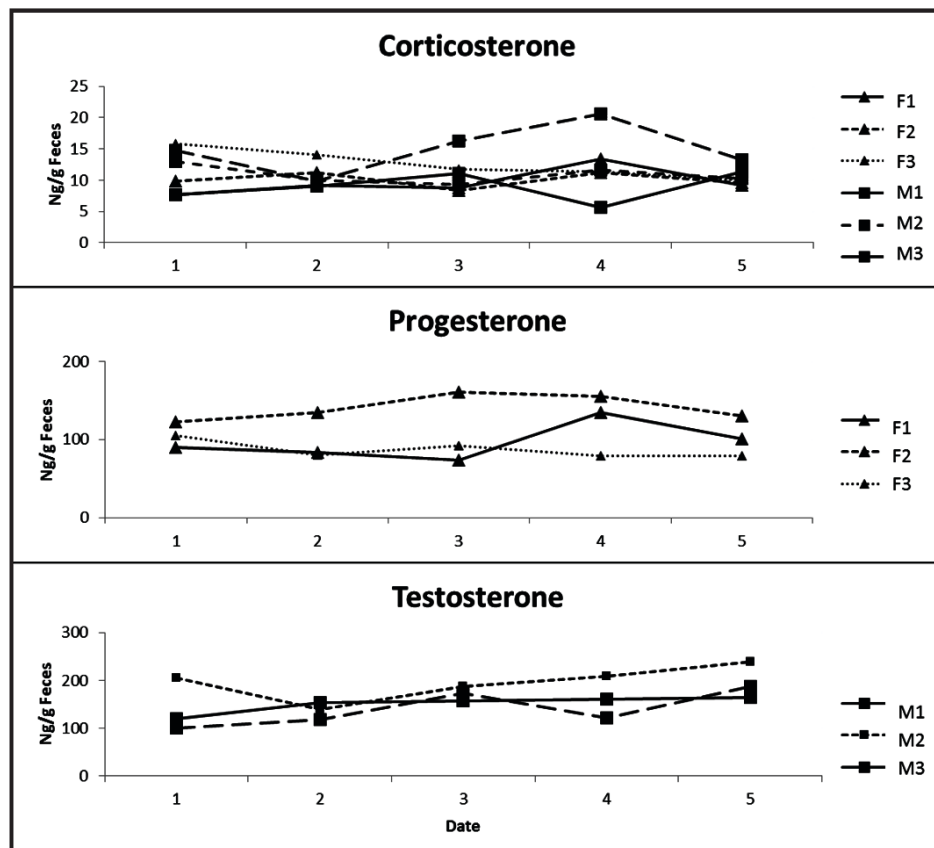 Corticosterone
Ng/g Feces
25
20
15
10
5
0
1 2 3 4 5
F1
F2
F3
M1
M2
M3
Progesterone
Ng/g Feces
200
100
0
1 2 3 4 5
F1
F2
F3
Testosterone
Ng/g Feces
300
200
100
0
1 2 3 4 5
Date
M1
M2
M3